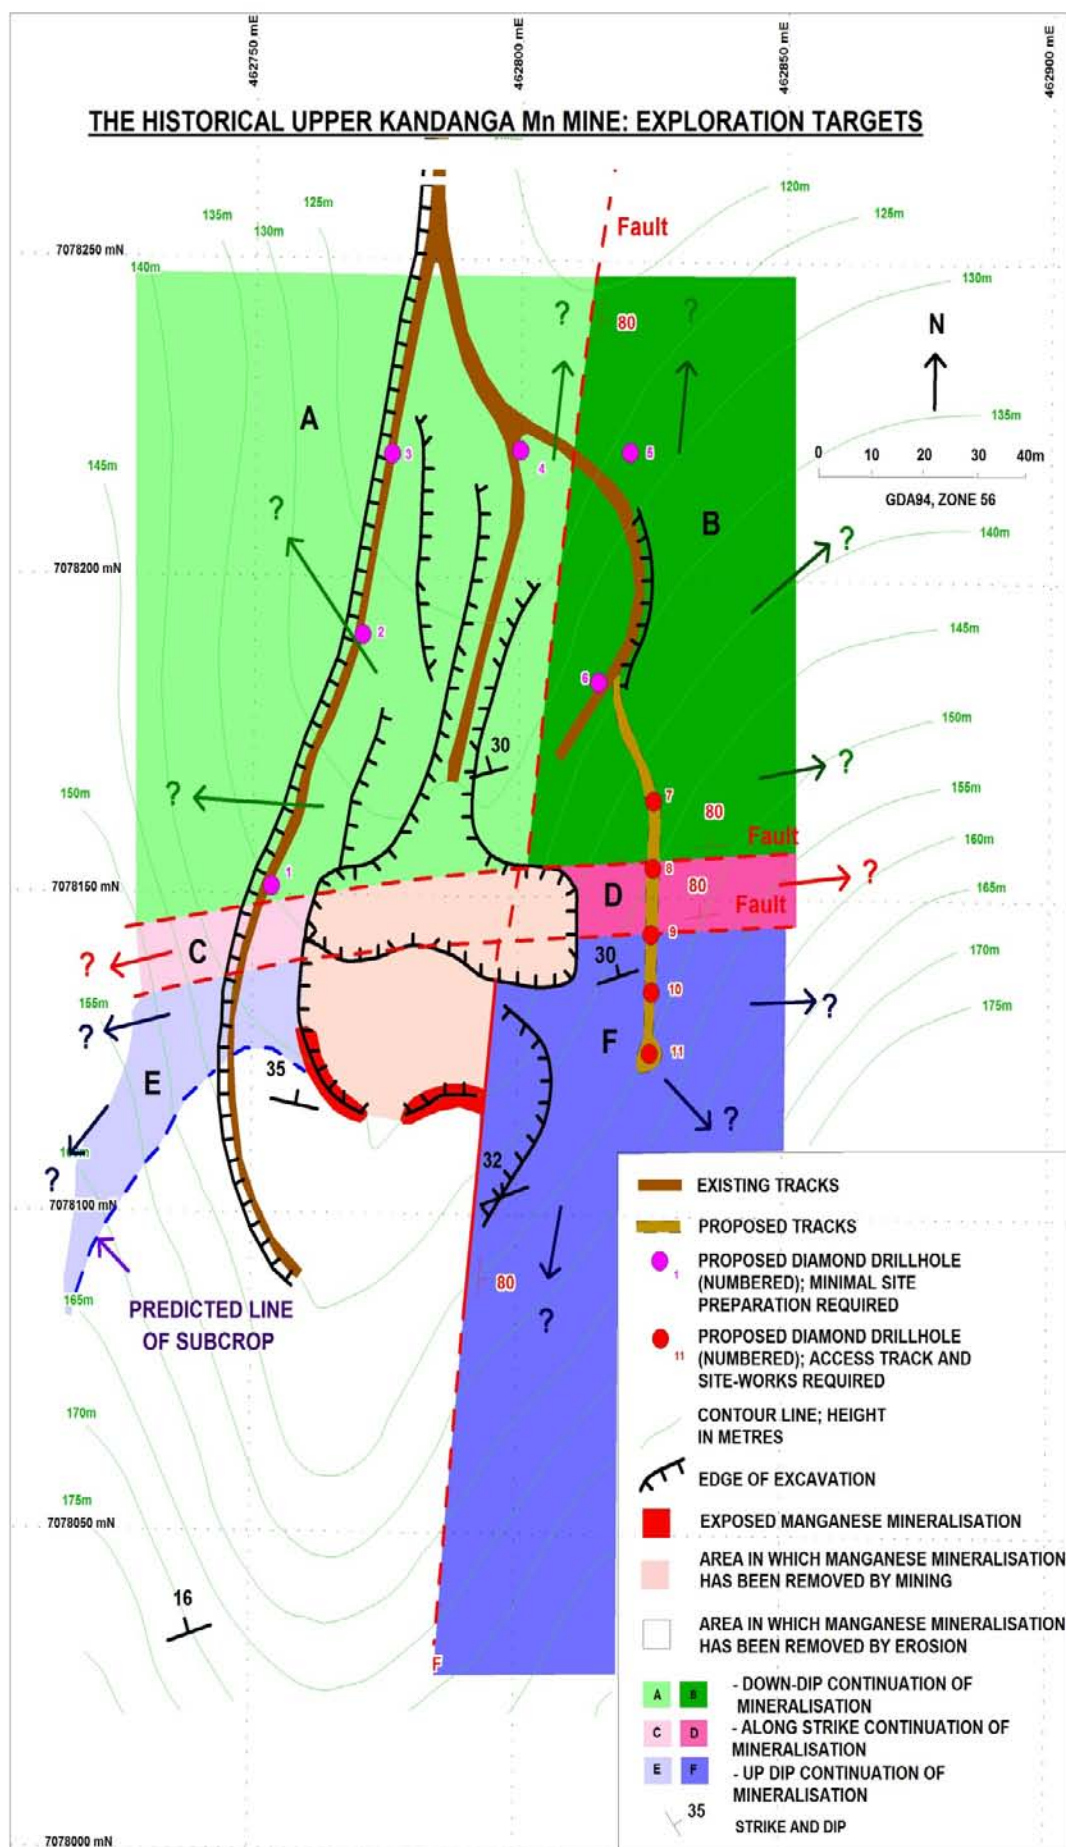 462750 mE
462800 mE
462850 mE
462900 mE
THE HISTORICAL UPPER KANDANGA Mn MINE: EXPLORATION TARGETS
120m
125m
125m
135m
130m
Fault
7078250 mN
140m
130m
80
?
?
N
A
135m
145m
3
4
5
0 10 20 30 40m
GDA94, ZONE 56
?
B
140m
?
7078200 mN
2
145m
6
150m
30
?
?
150m
7
80
155m
Fault
160m
8
1
7078150 mN
D
80
?
165m
Fault
C
?
9
30
170m
155m
10
?
?
175m
F
11
E
35
?
?
32
7078100 mN
80
PREDICTED LINE
OF SUBCROP
165m
?
170m
175m
7078050 mN
16
F
7078000 mN
EXISTING TRACKS
PROPOSED TRACKS
PROPOSED DIAMOND DRILLHOLE
1 (NUMBERED); MINIMAL SITE
PREPARATION REQUIRED
PROPOSED DIAMOND DRILLHOLE
11 (NUMBERED); ACCESS TRACK AND
SITE-WORKS REQUIRED
CONTOUR LINE; HEIGHT
IN METRES
EDGE OF EXCAVATION
EXPOSED MANGANESE MINERALISATION
AREA IN WHICH MANGANESE MINERALISATION
HAS BEEN REMOVED BY MINING
AREA IN WHICH MANGANESE MINERALISATION
HAS BEEN REMOVED BY EROSION
A B - DOWN-DIP CONTINUATION OF
MINERALISATION
C D - ALONG STRIKE CONTINUATION OF
MINERALISATION
E F - UP DIP CONTINUATION OF
MINERALISATION
35 STRIKE AND DIP